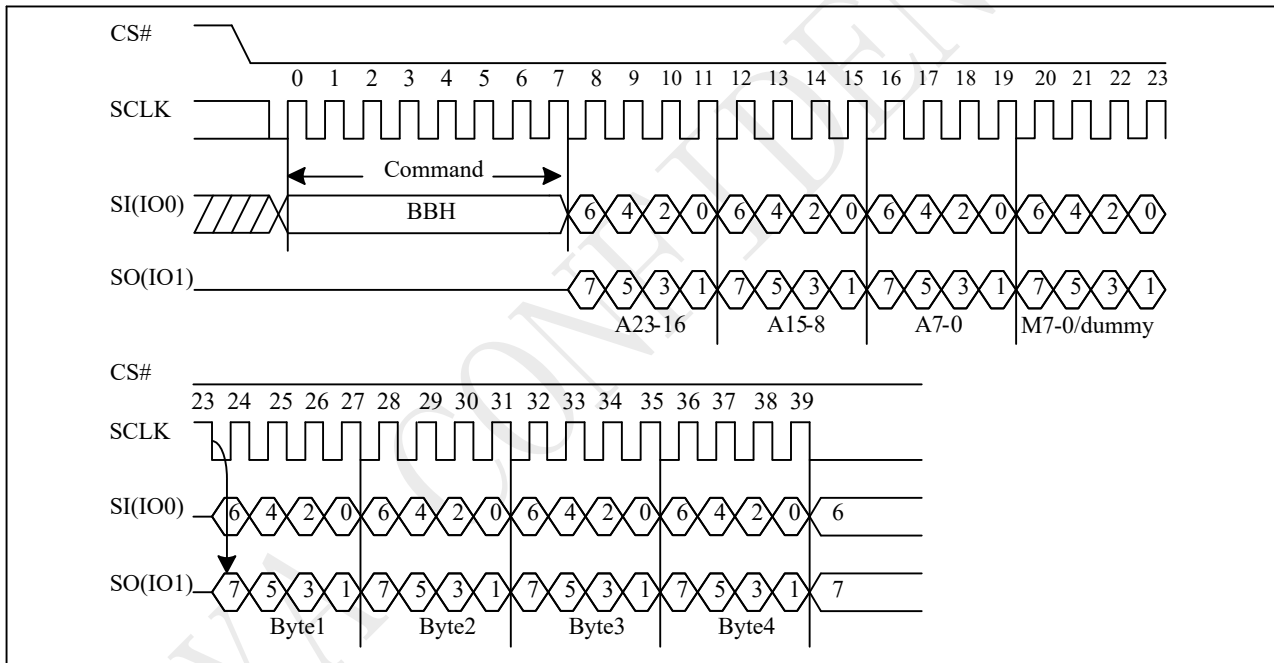 CS#
0 1 2 3 4 5 6 7 8 9 10 11 12 13 14 15 16 17 18 19 20 21 22 23
SCLK
Command
SI(IO0) BBH 6 4 2 0 6 4 2 0 6 4 2 0 6 4 2 0
SO(IO1) 7 5 3 1 7 5 3 1 7 5 3 1 7 5 3 1
A23-16 A15-8 A7-0 M7-0/dummy
CS#
23 24 25 26 27 28 29 30 31 32 33 34 35 36 37 38 39
SCLK
SI(IO0) 6 4 2 0 6 4 2 0 6 4 2 0 6 4 2 0 6
SO(IO1) 7 5 3 1 7 5 3 1 7 5 3 1 7 5 3 1 7
Byte1 Byte2 Byte3 Byte4